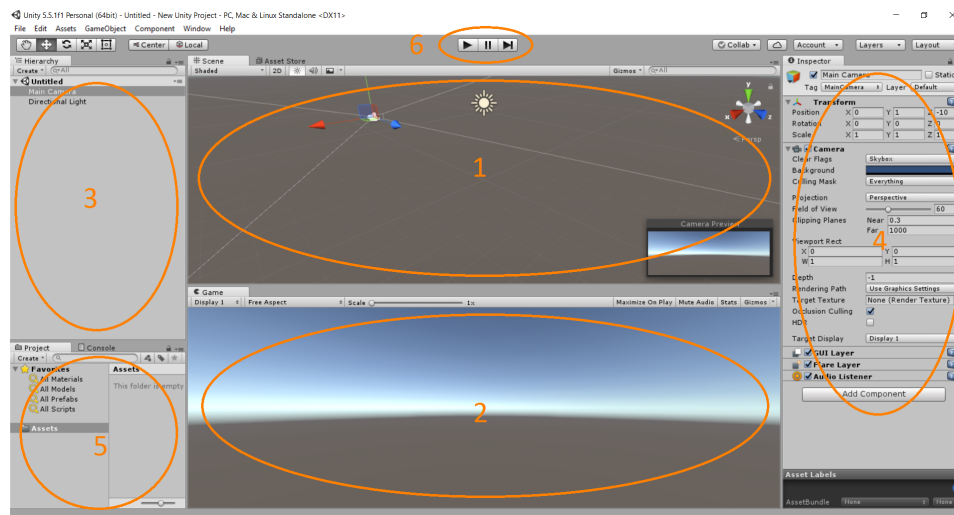 Unity 5.5.1f1 Personal (64bit) - Untitled - New Unity Project - PC, Mac & Linux Standalone <DX11>
File Edit Assets GameObject Component Window Help
Center Local 6 Collab Account Layers Layout
Hierarchy
Create All
Untitled
Main Camera
Directional Light
3
Scene Asset Store
Shaded 2D Gizmos All
y
x z
Persp
1
Camera Preview
Game
Display 1 Free Aspect Scale 1x Maximize On Play Mute Audio Stats Gizmos
2
Project Console
Create
Favorites
All Materials
All Models
All Prefabs
All Scripts
Assets
Assets
This folder is empty
5
Inspector
Main Camera Static
Tag MainCamera Layer Default
Transform
Position X 0 Y 1 Z -10
Rotation X 0 Y 0 Z 0
Scale X 1 Y 1 Z 1
Camera
Clear Flags Skybox
Background
Culling Mask Everything
Projection Perspective
Field of View 60
Clipping Planes Near 0.3
Far 1000
4
Viewport Rect
X 0 Y 0
W 1 H 1
Depth -1
Rendering Path Use Graphics Settings
Target Texture None (Render Texture)
Occlusion Culling
HDR
Target Display Display 1
GUI Layer
Flare Layer
Audio Listener
Add Component
Asset Labels
AssetBundle None None